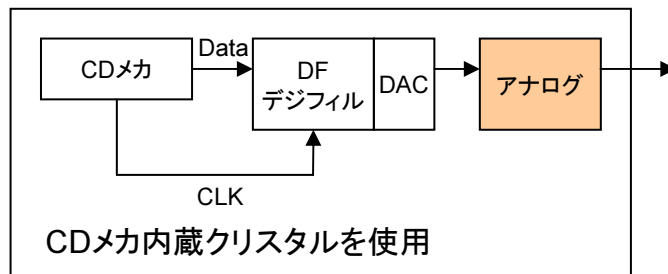 Data
CDメカ
DF
デジフィル
DAC
アナログ
CLK
CDメカ内蔵クリスタルを使用